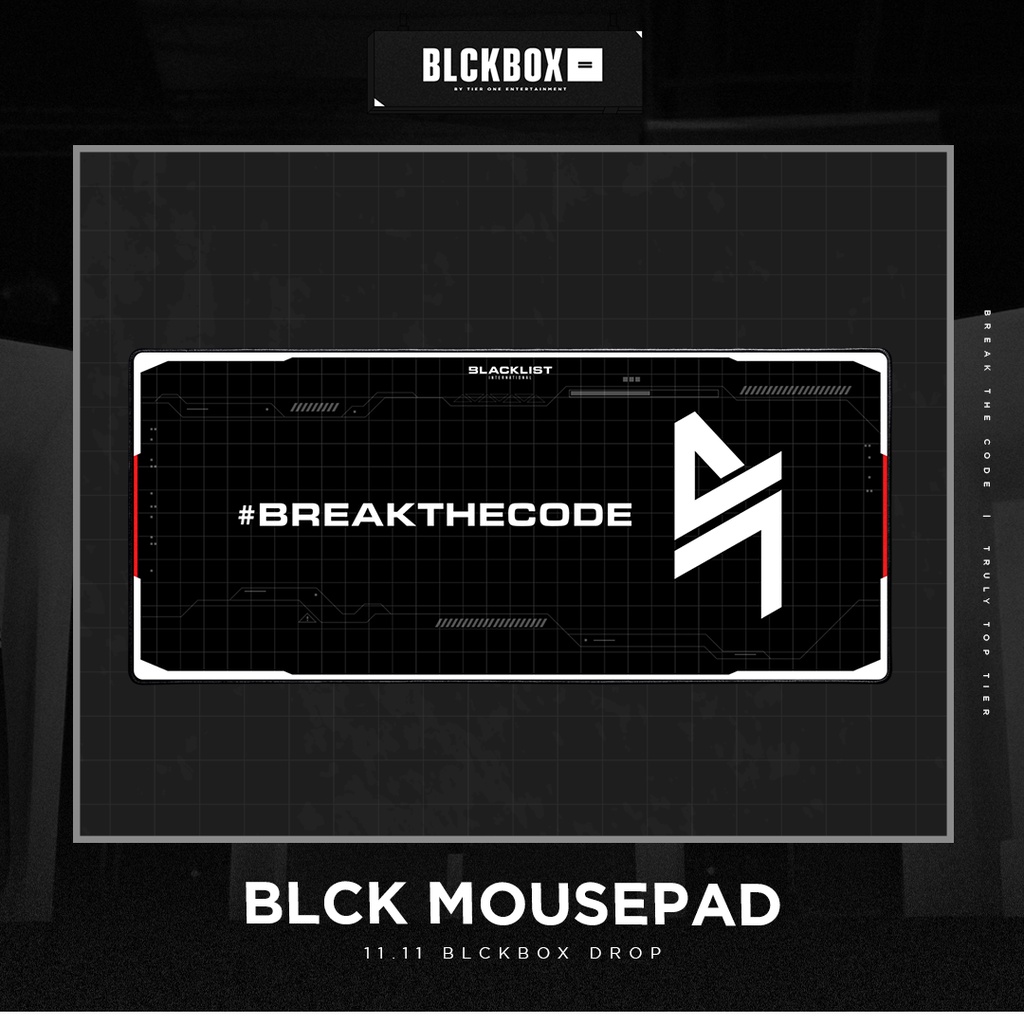 BLCKBOX
BY TIER ONE ENTERTAINMENT
BLACKLIST
INTERNATIONAL
#BREAKTHECODE
BREAK THE CODE | TRULY TOP TIER
BLCK MOUSEPAD
11.11 BLCKBOX DROP